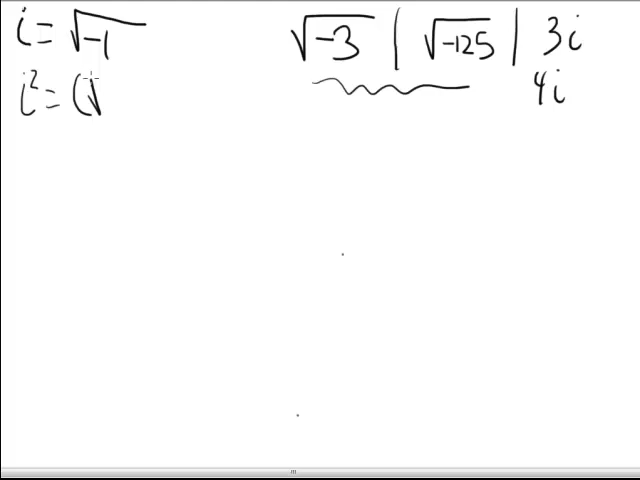 i = √-1
i² = (√
√-3 | √-125 | 3i
4i